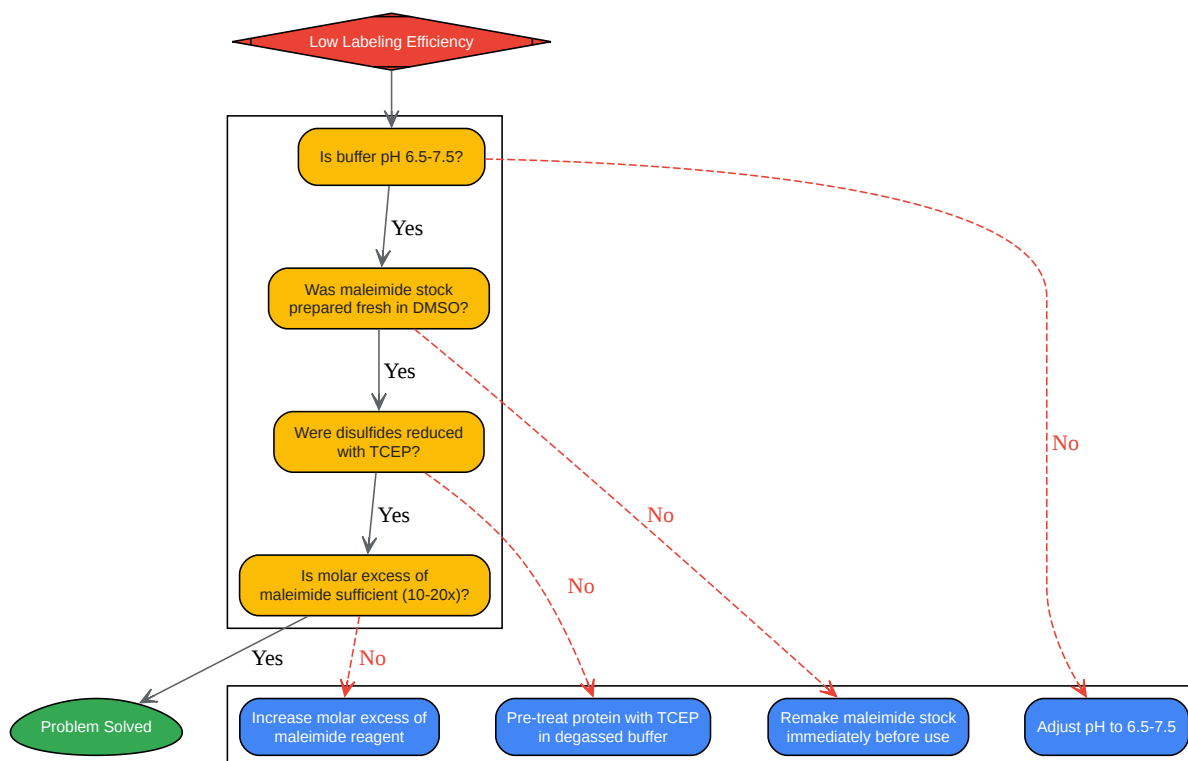 Low Labeling Efficiency
Is buffer pH 6.5-7.5?
Yes
Was maleimide stock
prepared fresh in DMSO?
Yes
No
Were disulfides reduced
with TCEP?
Yes
No
Is molar excess of
maleimide sufficient (10-20x)?
No
Yes
No
Problem Solved
Increase molar excess of
maleimide reagent
Pre-treat protein with TCEP
in degassed buffer
Remake maleimide stock
immediately before use
Adjust pH to 6.5-7.5
No